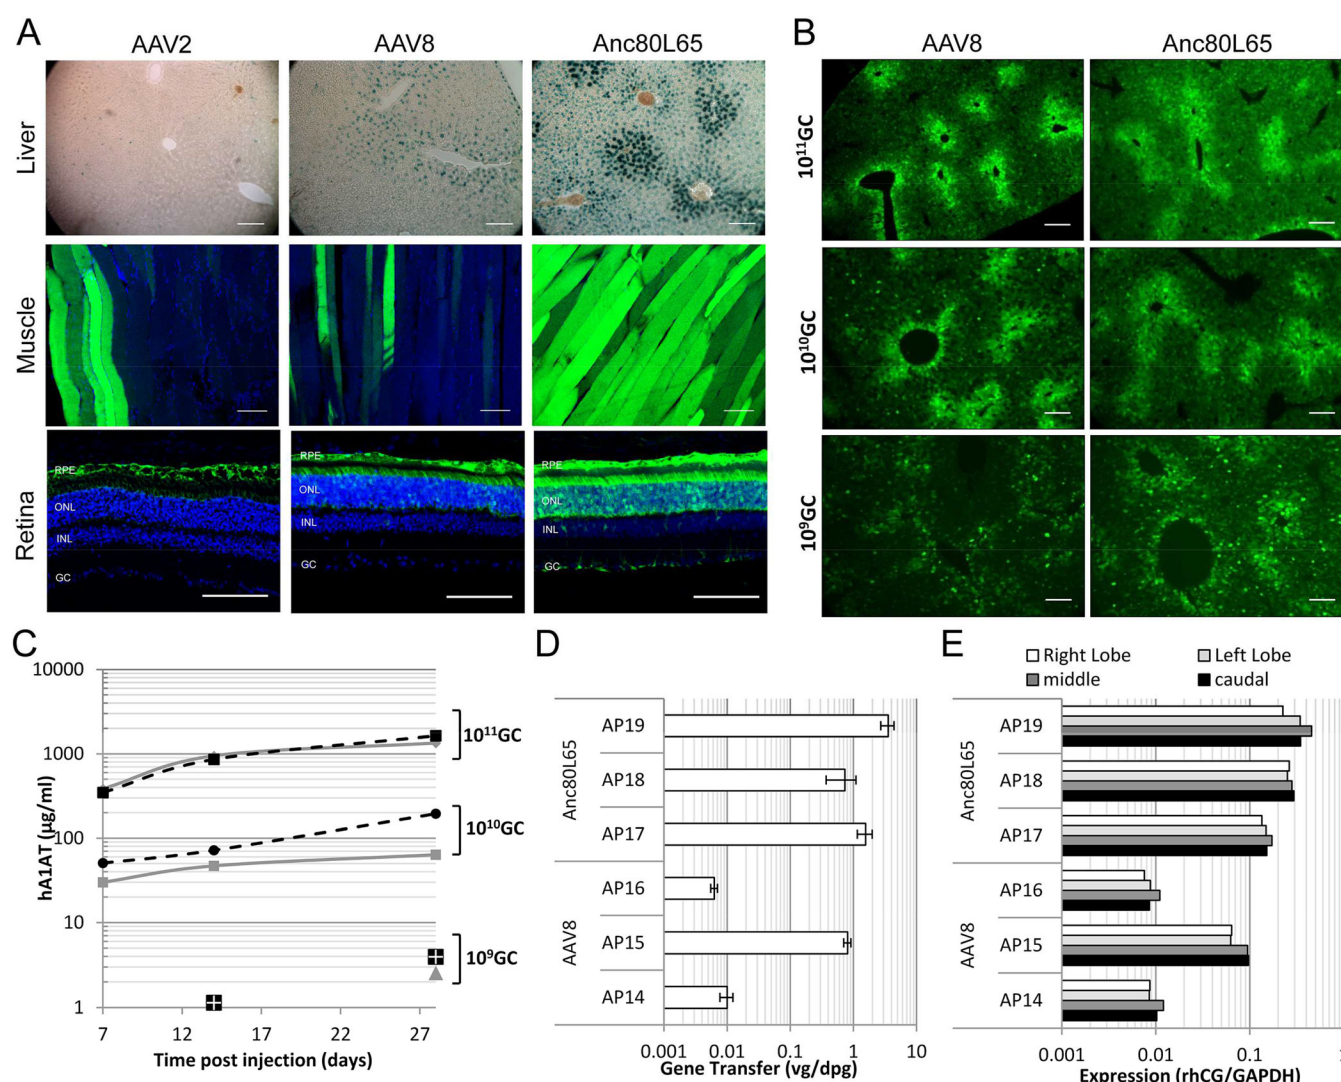 A
AAV2
AAV8
Anc80L65
Liver
Muscle
Retina
RPE
ONL
INL
GC
RPE
ONL
INL
GC
RPE
ONL
INL
GC
B
AAV8
Anc80L65
10¹¹GC
10¹⁰GC
10⁹GC
C
hA1AT (µg/ml)
10000
1000
100
10
1
7
12
17
22
27
Time post injection (days)
10¹¹GC
10¹⁰GC
10⁹GC
D
Anc80L65
AAV8
AP19
AP18
AP17
AP16
AP15
AP14
0.001
0.01
0.1
1
10
Gene Transfer (vg/dpg)
E
Right Lobe
Left Lobe
middle
caudal
Anc80L65
AAV8
AP19
AP18
AP17
AP16
AP15
AP14
0.001
0.01
0.1
1
Expression (rhCG/GAPDH)